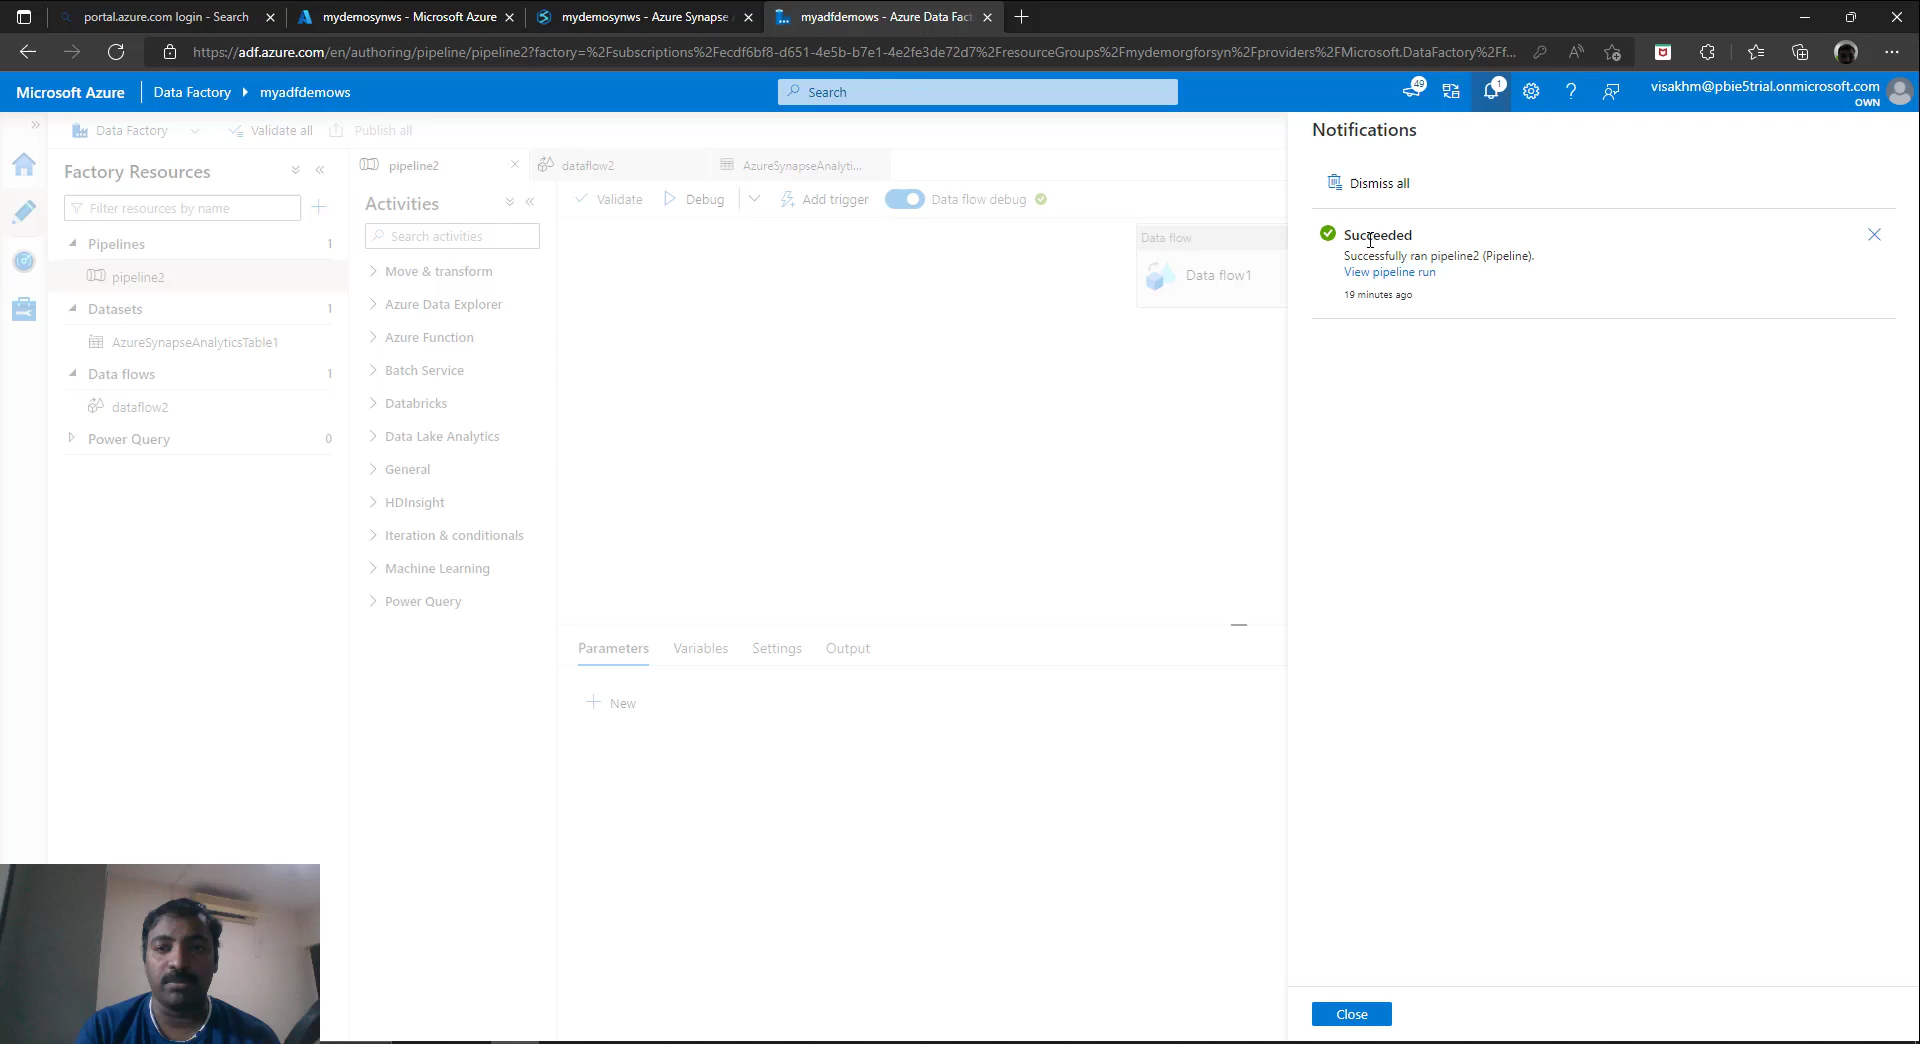 portal.azure.com login - Search
mydemosynws - Microsoft Azure
mydemosynws - Azure Synapse
myadfdemows - Azure Data Fact
https://adf.azure.com/en/authoring/pipeline/pipeline2?factory=%2Fsubscriptions%2Fecdf6bf8-d651-4e5b-b7e1-4e2fe3de72d7%2FresourceGroups%2Fmydemorgforsyn%2Fproviders%2FMicrosoft.DataFactory%2Ff...
Microsoft Azure
Data Factory
myadfdemows
Search
49
1
visakhm@pbie5trial.onmicrosoft.com
OWN
Data Factory
Validate all
Publish all
Factory Resources
Filter resources by name
Pipelines 1
pipeline2
Datasets 1
AzureSynapseAnalyticsTable1
Data flows 1
dataflow2
Power Query 0
pipeline2
dataflow2
AzureSynapseAnalyti...
Activities
Search activities
Move & transform
Azure Data Explorer
Azure Function
Batch Service
Databricks
Data Lake Analytics
General
HDInsight
Iteration & conditionals
Machine Learning
Power Query
Validate
Debug
Add trigger
Data flow debug
Data flow
Data flow1
Parameters
Variables
Settings
Output
New
Notifications
Dismiss all
Succeeded
Successfully ran pipeline2 (Pipeline).
View pipeline run
19 minutes ago
Close